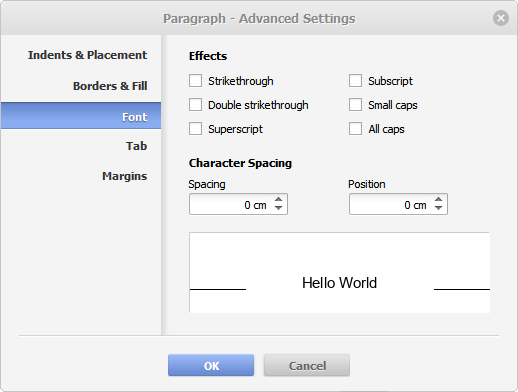 Paragraph - Advanced Settings
Indents & Placement
Borders & Fill
Font
Tab
Margins
Effects
Strikethrough
Subscript
Double strikethrough
Small caps
Superscript
All caps
Character Spacing
Spacing
Position
0 cm
0 cm
Hello World
OK
Cancel